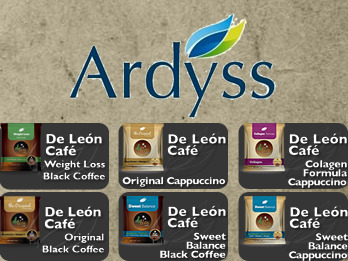 Ardyss
De León
Café
Weight Loss
Black Coffee
De León
Café
Original Cappuccino
De León
Café
Colagen
Formula
Cappuccino
De León
Café
Original
Black Coffee
De León
Café
Sweet
Balance
Black Coffee
De León
Café
Sweet
Balance
Cappuccino